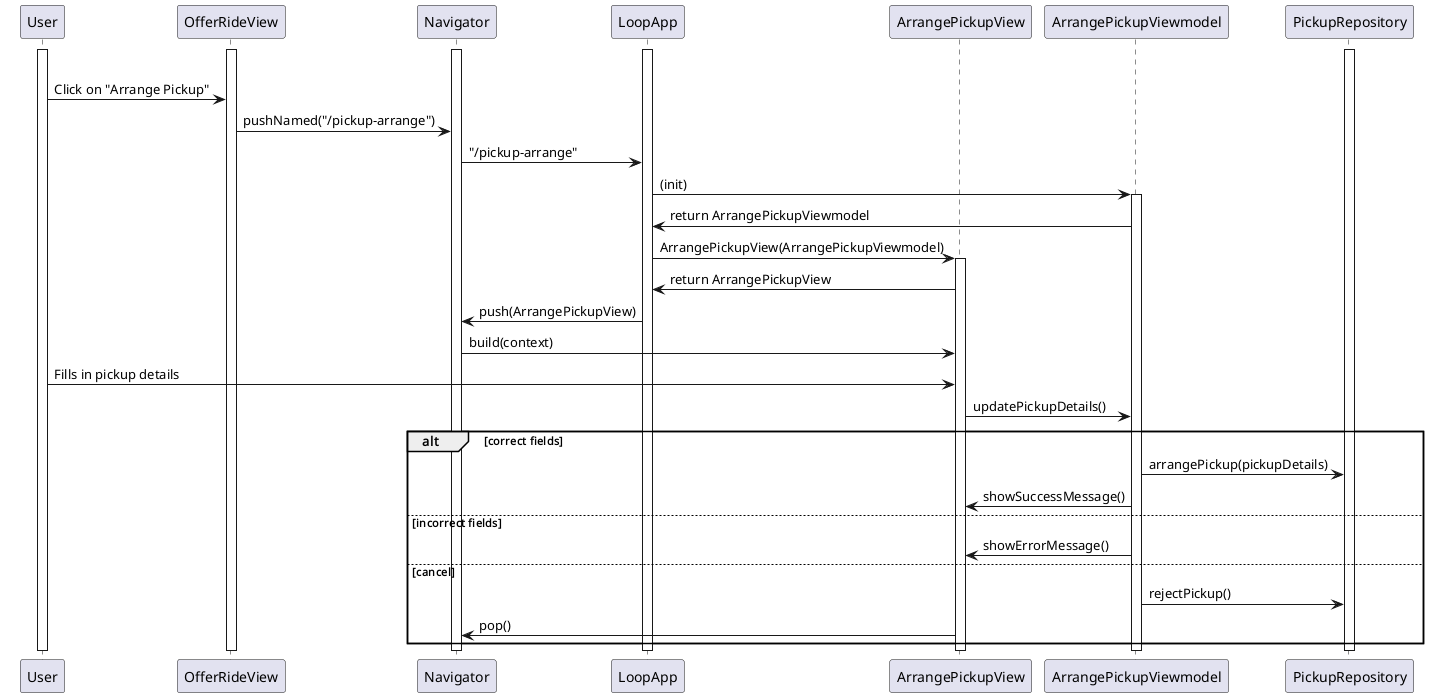 User OfferRideView Navigator LoopApp ArrangePickupView ArrangePickupViewmodel PickupRepository
Click on "Arrange Pickup"
pushNamed("/pickup-arrange")
"/pickup-arrange"
(init)
return ArrangePickupViewmodel
ArrangePickupView(ArrangePickupViewmodel)
return ArrangePickupView
push(ArrangePickupView)
build(context)
Fills in pickup details
updatePickupDetails()
alt [correct fields]
arrangePickup(pickupDetails)
showSuccessMessage()
[incorrect fields]
showErrorMessage()
[cancel]
rejectPickup()
pop()
User OfferRideView Navigator LoopApp ArrangePickupView ArrangePickupViewmodel PickupRepository